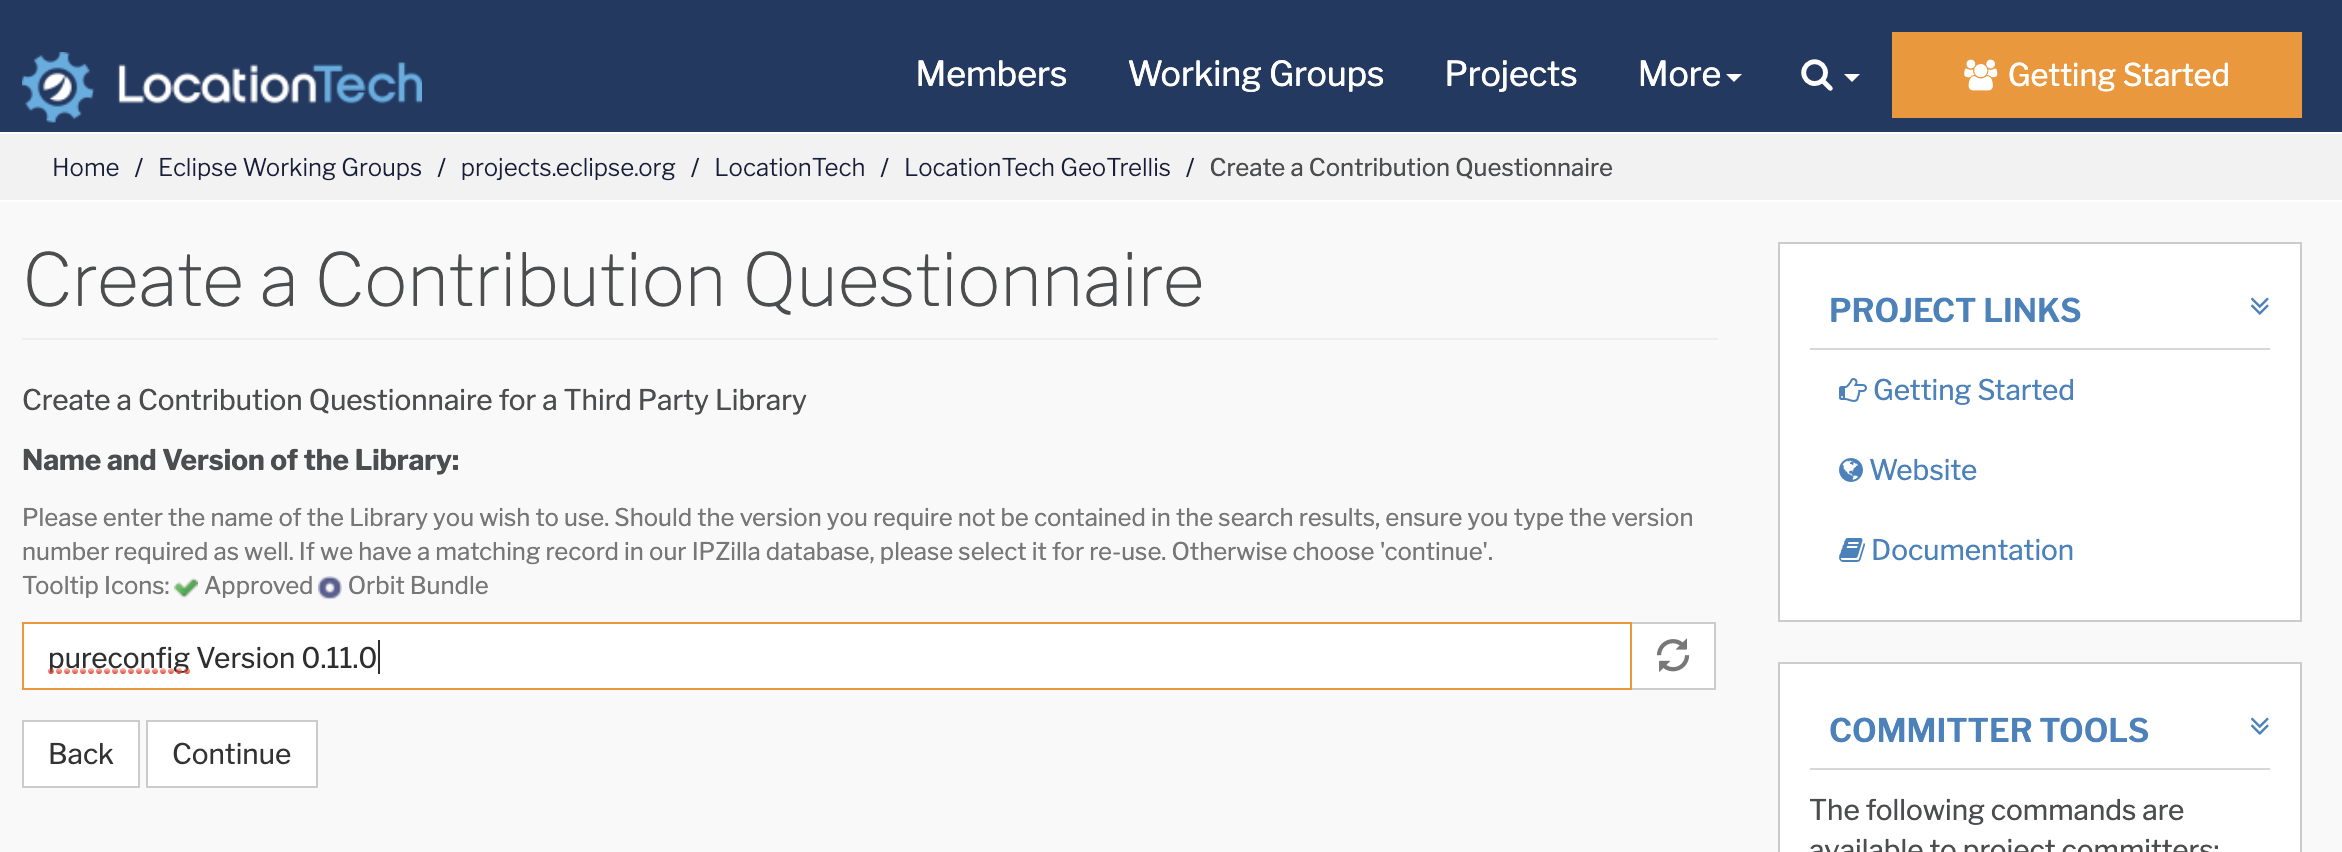 LocationTech
Members Working Groups Projects More Getting Started
Home / Eclipse Working Groups / projects.eclipse.org / LocationTech / LocationTech GeoTrellis / Create a Contribution Questionnaire
Create a Contribution Questionnaire
Create a Contribution Questionnaire for a Third Party Library
Name and Version of the Library:
Please enter the name of the Library you wish to use. Should the version you require not be contained in the search results, ensure you type the version
number required as well. If we have a matching record in our IPZilla database, please select it for re-use. Otherwise choose 'continue'.
Tooltip Icons: Approved Orbit Bundle
pureconfig Version 0.11.0
Back Continue
PROJECT LINKS
Getting Started
Website
Documentation
COMMITTER TOOLS
The following commands are
available to project committers: